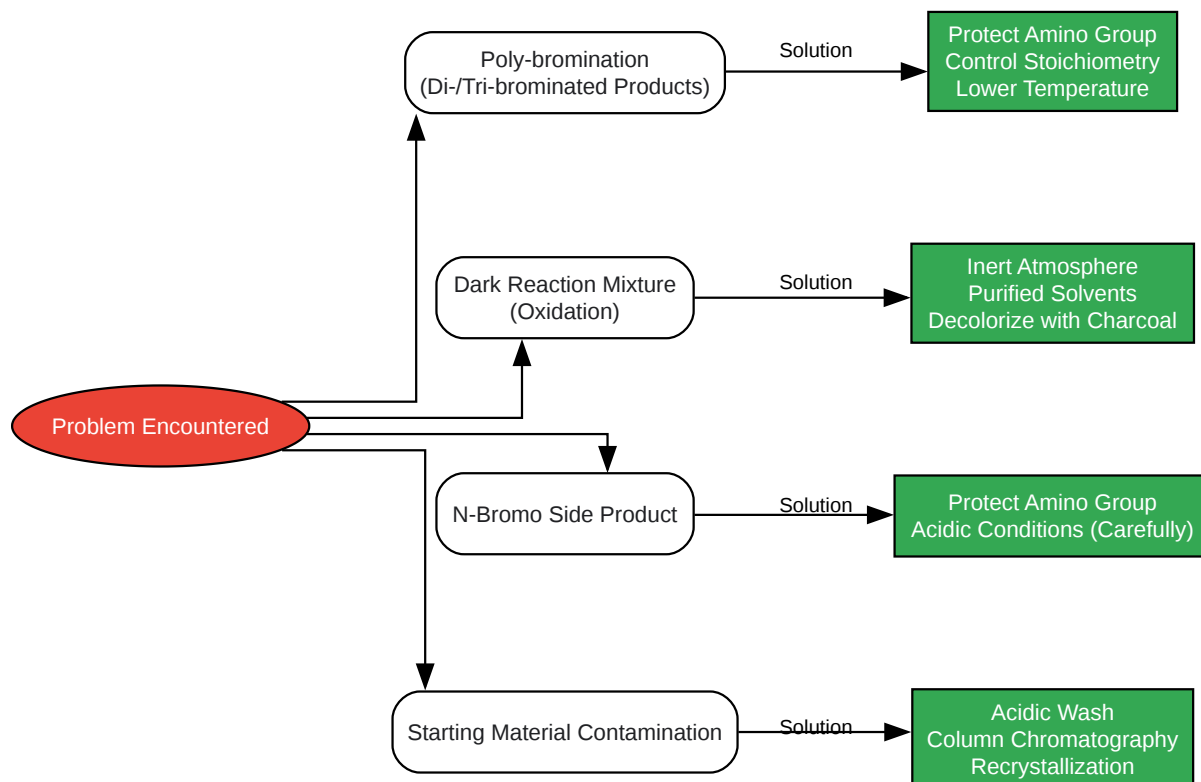 Poly-bromination
(Di-/Tri-brominated Products)
Solution
Protect Amino Group
Control Stoichiometry
Lower Temperature
Dark Reaction Mixture
(Oxidation)
Solution
Inert Atmosphere
Purified Solvents
Decolorize with Charcoal
Problem Encountered
N-Bromo Side Product
Solution
Protect Amino Group
Acidic Conditions (Carefully)
Starting Material Contamination
Solution
Acidic Wash
Column Chromatography
Recrystallization